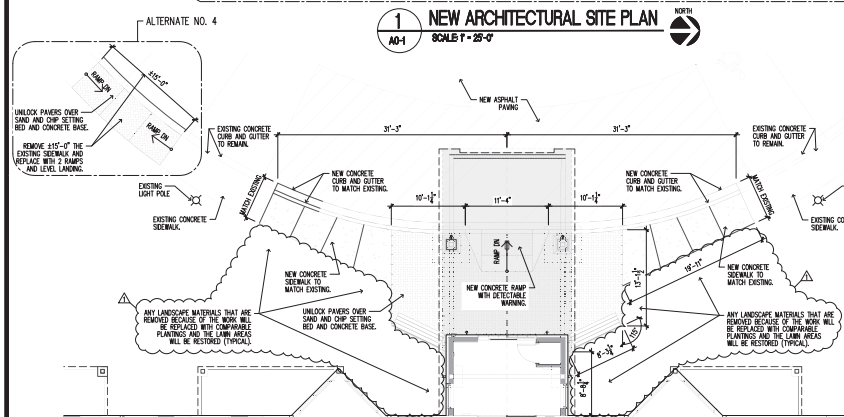 ALTERNATE NO. 4
1
A0-1
NEW ARCHITECTURAL SITE PLAN
SCALE: 1" = 25'-0"
NORTH
±15'-0"
RAMP DN
RAMP DN
UNILOCK PAVERS OVER
SAND AND CHIP SETTING
BED AND CONCRETE BASE.
REMOVE ±15'-0" THE
EXISTING SIDEWALK AND
REPLACE WITH 2 RAMPS
AND LEVEL LANDING.
NEW ASPHALT
PAVING
EXISTING CONCRETE
CURB AND GUTTER
TO REMAIN.
31'-3"
31'-3"
EXISTING CONCRETE
CURB AND GUTTER
TO REMAIN.
NEW CONCRETE
CURB AND GUTTER
TO MATCH EXISTING.
NEW CONCRETE
CURB AND GUTTER
TO MATCH EXISTING.
EXISTING
LIGHT POLE
MATCH EXISTING
MATCH EXISTING
10'-1¼"
11'-4"
10'-1¼"
EXISTING CONCRETE
SIDEWALK.
EXISTING CO
SIDEWALK.
RAMP DN
13'-1½"
19'-11"
NEW CONCRETE
SIDEWALK TO
MATCH EXISTING.
NEW CONCRETE RAMP
WITH DETECTABLE
WARNING.
NEW CONCRETE
SIDEWALK TO
MATCH EXISTING.
1
1
ANY LANDSCAPE MATERIALS THAT ARE
REMOVED BECAUSE OF THE WORK WILL
BE REPLACED WITH COMPARABLE
PLANTINGS AND THE LAWN AREAS
WILL BE RESTORED (TYPICAL).
UNILOCK PAVERS OVER
SAND AND CHIP SETTING
BED AND CONCRETE BASE.
ANY LANDSCAPE MATERIALS THAT ARE
REMOVED BECAUSE OF THE WORK WILL
BE REPLACED WITH COMPARABLE
PLANTINGS AND THE LAWN AREAS
WILL BE RESTORED (TYPICAL).
115°